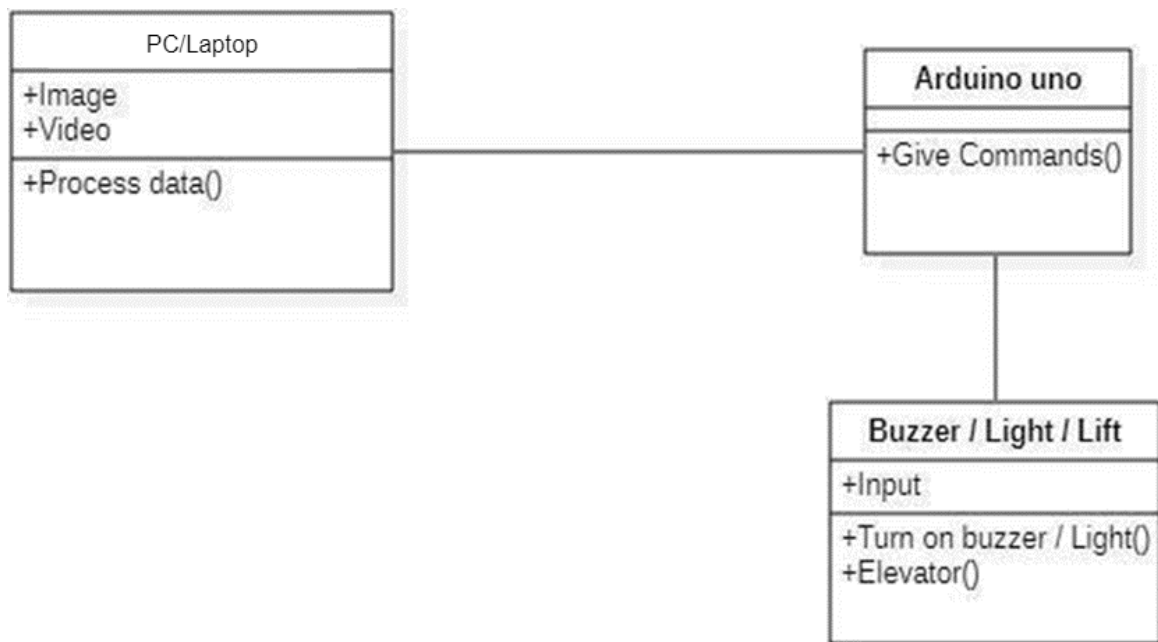 PC/Laptop
+Image
+Video
+Process data()
Arduino uno
+Give Commands()
Buzzer / Light / Lift
+Input
+Turn on buzzer / Light()
+Elevator()